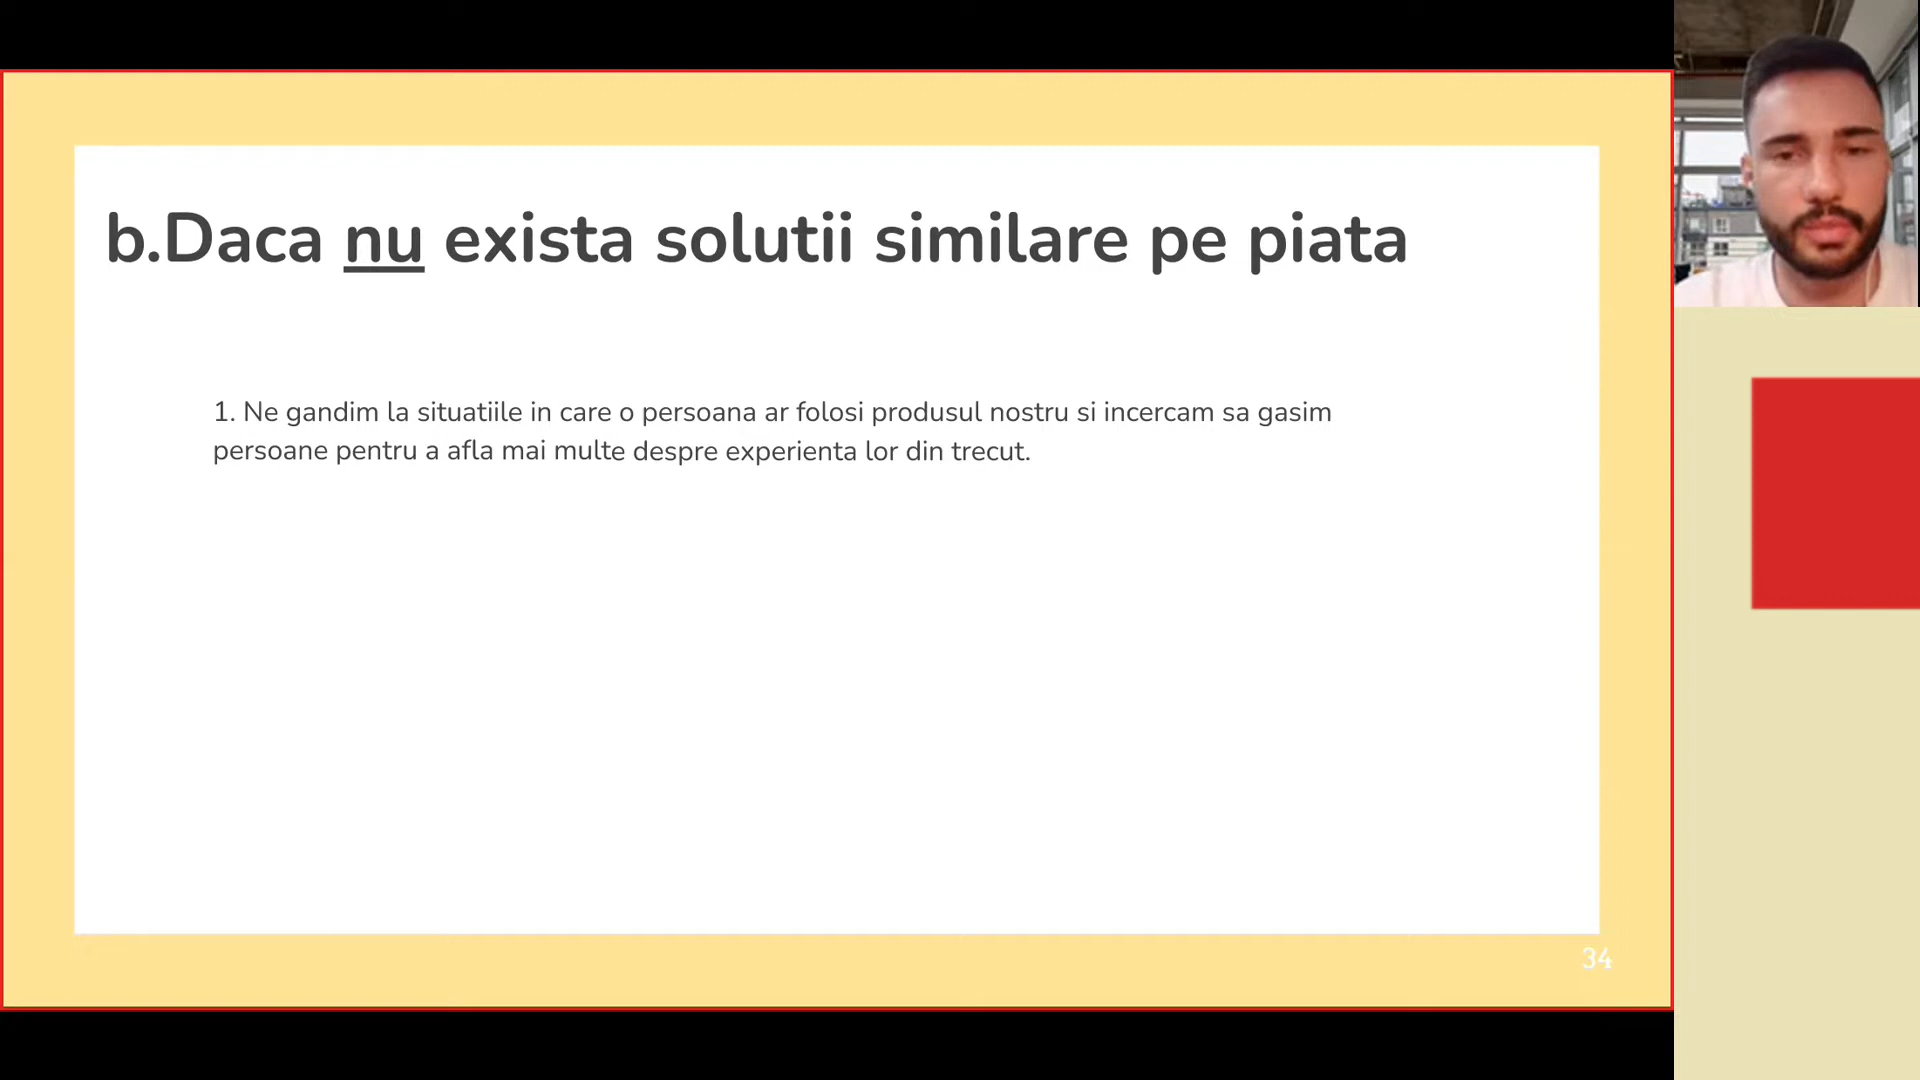 b.Daca nu exista solutii similare pe piata
1. Ne gandim la situatiile in care o persoana ar folosi produsul nostru si incercam sa gasim
persoane pentru a afla mai multe despre experienta lor din trecut.
34